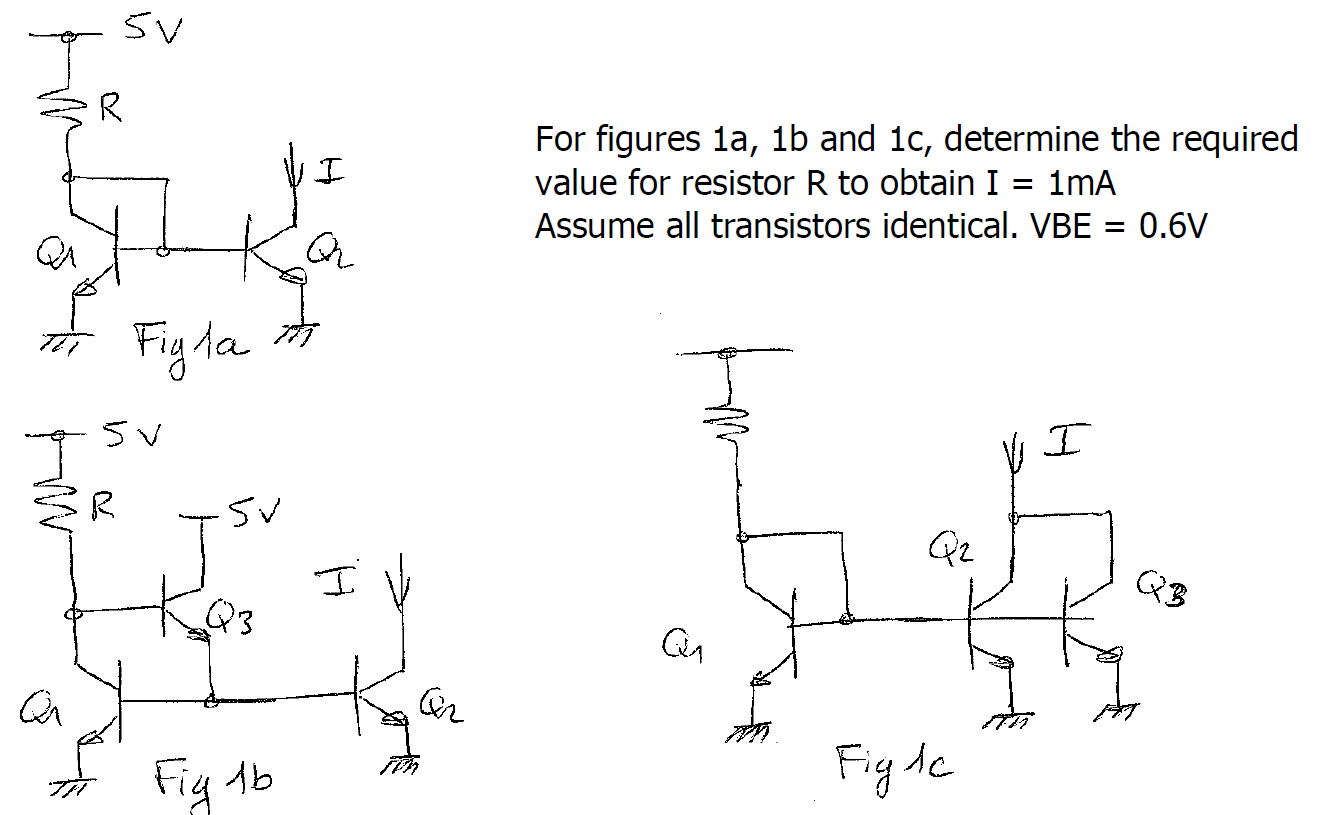 5V
R
I
Q1
Q2
Fig 1a
For figures 1a, 1b and 1c, determine the required
value for resistor R to obtain I = 1mA
Assume all transistors identical. VBE = 0.6V
5V
R
5V
I
Q3
Q1
Q2
Fig 1b
I
Q2
Q3
Q1
Fig 1c